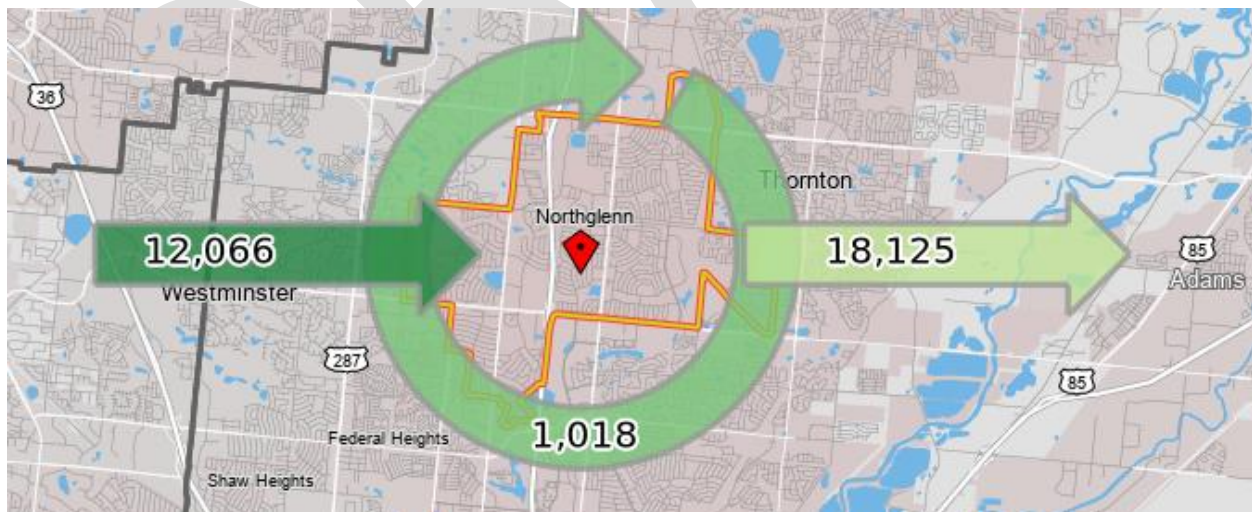 36
Thornton
Northglenn
12,066
18,125
85
Adams
Westminster
287
85
1,018
Federal Heights
Shaw Heights